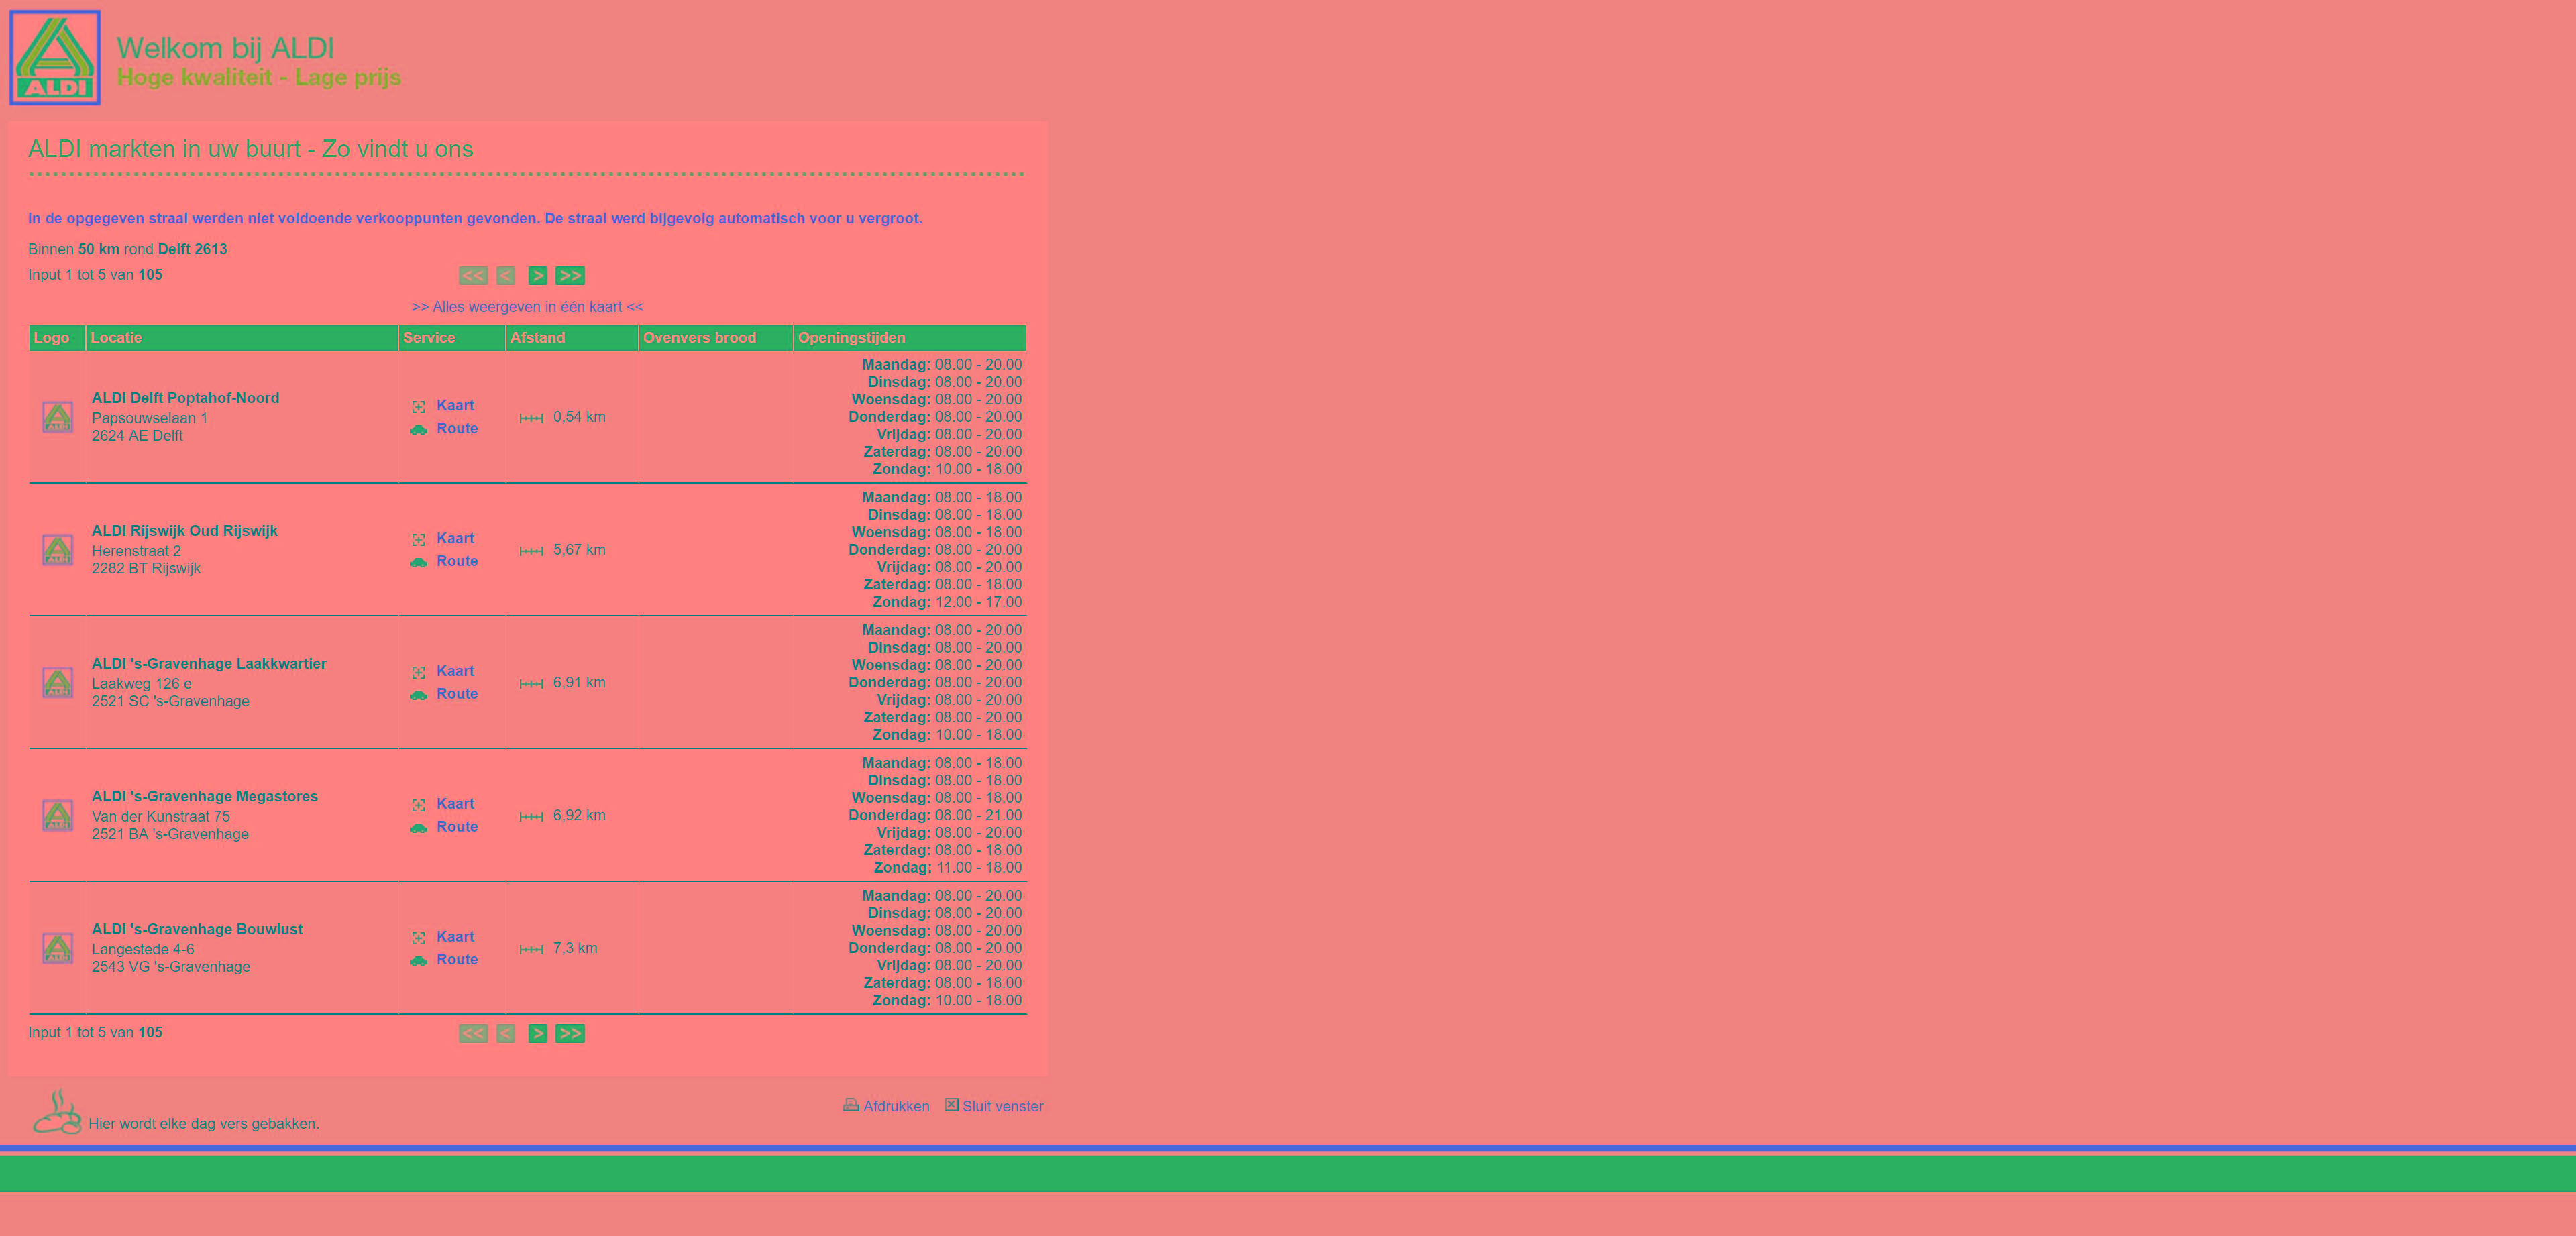 ALDI
Welkom bij ALDI
Hoge kwaliteit - Lage prijs
ALDI markten in uw buurt - Zo vindt u ons
In de opgegeven straal werden niet voldoende verkooppunten gevonden. De straal werd bijgevolg automatisch voor u vergroot.
Binnen 50 km rond Delft 2613
Input 1 tot 5 van 105 << < > >>
>> Alles weergeven in één kaart <<
Logo Locatie Service Afstand Ovenvers brood Openingstijden
ALDI
ALDI Delft Poptahof-Noord
Papsouwselaan 1
2624 AE Delft
Kaart
Route
0,54 km
Maandag: 08.00 - 20.00
Dinsdag: 08.00 - 20.00
Woensdag: 08.00 - 20.00
Donderdag: 08.00 - 20.00
Vrijdag: 08.00 - 20.00
Zaterdag: 08.00 - 20.00
Zondag: 10.00 - 18.00
ALDI
ALDI Rijswijk Oud Rijswijk
Herenstraat 2
2282 BT Rijswijk
Kaart
Route
5,67 km
Maandag: 08.00 - 18.00
Dinsdag: 08.00 - 18.00
Woensdag: 08.00 - 18.00
Donderdag: 08.00 - 20.00
Vrijdag: 08.00 - 20.00
Zaterdag: 08.00 - 18.00
Zondag: 12.00 - 17.00
ALDI
ALDI 's-Gravenhage Laakkwartier
Laakweg 126 e
2521 SC 's-Gravenhage
Kaart
Route
6,91 km
Maandag: 08.00 - 20.00
Dinsdag: 08.00 - 20.00
Woensdag: 08.00 - 20.00
Donderdag: 08.00 - 20.00
Vrijdag: 08.00 - 20.00
Zaterdag: 08.00 - 20.00
Zondag: 10.00 - 18.00
ALDI
ALDI 's-Gravenhage Megastores
Van der Kunstraat 75
2521 BA 's-Gravenhage
Kaart
Route
6,92 km
Maandag: 08.00 - 18.00
Dinsdag: 08.00 - 18.00
Woensdag: 08.00 - 18.00
Donderdag: 08.00 - 21.00
Vrijdag: 08.00 - 20.00
Zaterdag: 08.00 - 18.00
Zondag: 11.00 - 18.00
ALDI
ALDI 's-Gravenhage Bouwlust
Langestede 4-6
2543 VG 's-Gravenhage
Kaart
Route
7,3 km
Maandag: 08.00 - 20.00
Dinsdag: 08.00 - 20.00
Woensdag: 08.00 - 20.00
Donderdag: 08.00 - 20.00
Vrijdag: 08.00 - 20.00
Zaterdag: 08.00 - 18.00
Zondag: 10.00 - 18.00
Input 1 tot 5 van 105 << < > >>
Afdrukken Sluit venster
Hier wordt elke dag vers gebakken.